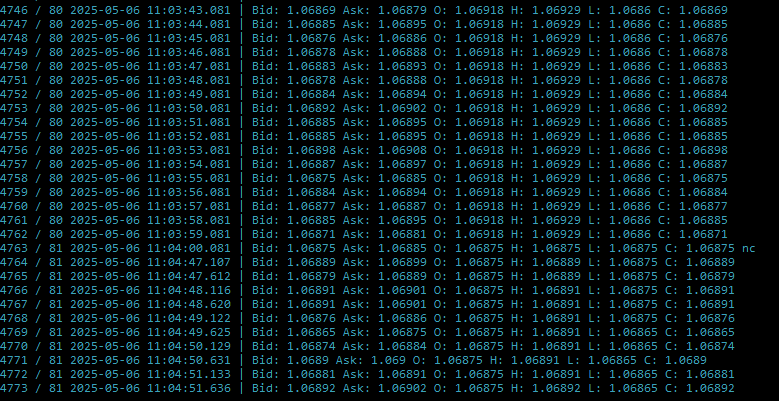 4746 / 80 2025-05-06 11:03:43.081 | Bid: 1.06869 Ask: 1.06879 O: 1.06918 H: 1.06929 L: 1.0686 C: 1.06869
4747 / 80 2025-05-06 11:03:44.081 | Bid: 1.06885 Ask: 1.06895 O: 1.06918 H: 1.06929 L: 1.0686 C: 1.06885
4748 / 80 2025-05-06 11:03:45.081 | Bid: 1.06876 Ask: 1.06886 O: 1.06918 H: 1.06929 L: 1.0686 C: 1.06876
4749 / 80 2025-05-06 11:03:46.081 | Bid: 1.06878 Ask: 1.06888 O: 1.06918 H: 1.06929 L: 1.0686 C: 1.06878
4750 / 80 2025-05-06 11:03:47.081 | Bid: 1.06883 Ask: 1.06893 O: 1.06918 H: 1.06929 L: 1.0686 C: 1.06883
4751 / 80 2025-05-06 11:03:48.081 | Bid: 1.06878 Ask: 1.06888 O: 1.06918 H: 1.06929 L: 1.0686 C: 1.06878
4752 / 80 2025-05-06 11:03:49.081 | Bid: 1.06884 Ask: 1.06894 O: 1.06918 H: 1.06929 L: 1.0686 C: 1.06884
4753 / 80 2025-05-06 11:03:50.081 | Bid: 1.06892 Ask: 1.06902 O: 1.06918 H: 1.06929 L: 1.0686 C: 1.06892
4754 / 80 2025-05-06 11:03:51.081 | Bid: 1.06885 Ask: 1.06895 O: 1.06918 H: 1.06929 L: 1.0686 C: 1.06885
4755 / 80 2025-05-06 11:03:52.081 | Bid: 1.06885 Ask: 1.06895 O: 1.06918 H: 1.06929 L: 1.0686 C: 1.06885
4756 / 80 2025-05-06 11:03:53.081 | Bid: 1.06898 Ask: 1.06908 O: 1.06918 H: 1.06929 L: 1.0686 C: 1.06898
4757 / 80 2025-05-06 11:03:54.081 | Bid: 1.06887 Ask: 1.06897 O: 1.06918 H: 1.06929 L: 1.0686 C: 1.06887
4758 / 80 2025-05-06 11:03:55.081 | Bid: 1.06875 Ask: 1.06885 O: 1.06918 H: 1.06929 L: 1.0686 C: 1.06875
4759 / 80 2025-05-06 11:03:56.081 | Bid: 1.06884 Ask: 1.06894 O: 1.06918 H: 1.06929 L: 1.0686 C: 1.06884
4760 / 80 2025-05-06 11:03:57.081 | Bid: 1.06877 Ask: 1.06887 O: 1.06918 H: 1.06929 L: 1.0686 C: 1.06877
4761 / 80 2025-05-06 11:03:58.081 | Bid: 1.06885 Ask: 1.06895 O: 1.06918 H: 1.06929 L: 1.0686 C: 1.06885
4762 / 80 2025-05-06 11:03:59.081 | Bid: 1.06871 Ask: 1.06881 O: 1.06918 H: 1.06929 L: 1.0686 C: 1.06871
4763 / 81 2025-05-06 11:04:00.081 | Bid: 1.06875 Ask: 1.06885 O: 1.06875 H: 1.06875 L: 1.06875 C: 1.06875 nc
4764 / 81 2025-05-06 11:04:47.107 | Bid: 1.06889 Ask: 1.06899 O: 1.06875 H: 1.06889 L: 1.06875 C: 1.06889
4765 / 81 2025-05-06 11:04:47.612 | Bid: 1.06879 Ask: 1.06889 O: 1.06875 H: 1.06889 L: 1.06875 C: 1.06879
4766 / 81 2025-05-06 11:04:48.116 | Bid: 1.06891 Ask: 1.06901 O: 1.06875 H: 1.06891 L: 1.06875 C: 1.06891
4767 / 81 2025-05-06 11:04:48.620 | Bid: 1.06891 Ask: 1.06901 O: 1.06875 H: 1.06891 L: 1.06875 C: 1.06891
4768 / 81 2025-05-06 11:04:49.122 | Bid: 1.06876 Ask: 1.06886 O: 1.06875 H: 1.06891 L: 1.06875 C: 1.06876
4769 / 81 2025-05-06 11:04:49.625 | Bid: 1.06865 Ask: 1.06875 O: 1.06875 H: 1.06891 L: 1.06865 C: 1.06865
4770 / 81 2025-05-06 11:04:50.129 | Bid: 1.06874 Ask: 1.06884 O: 1.06875 H: 1.06891 L: 1.06865 C: 1.06874
4771 / 81 2025-05-06 11:04:50.631 | Bid: 1.0689 Ask: 1.069 O: 1.06875 H: 1.06891 L: 1.06865 C: 1.0689
4772 / 81 2025-05-06 11:04:51.133 | Bid: 1.06881 Ask: 1.06891 O: 1.06875 H: 1.06891 L: 1.06865 C: 1.06881
4773 / 81 2025-05-06 11:04:51.636 | Bid: 1.06892 Ask: 1.06902 O: 1.06875 H: 1.06892 L: 1.06865 C: 1.06892